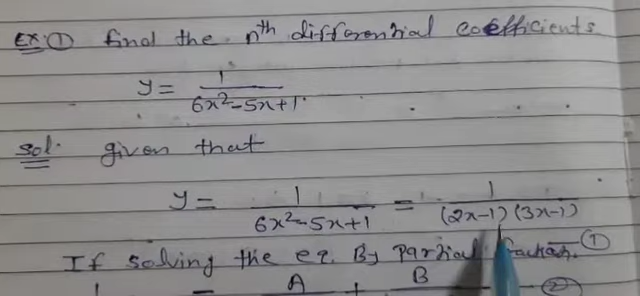 Ex.① find the nth differential coefficients
y = 1 / 6x²-5x+1.
Sol. given that
y = 1 / 6x²-5x+1 = 1 / (2x-1)(3x-1)
If solving the eq. By Partial ①
1 = A + B ②